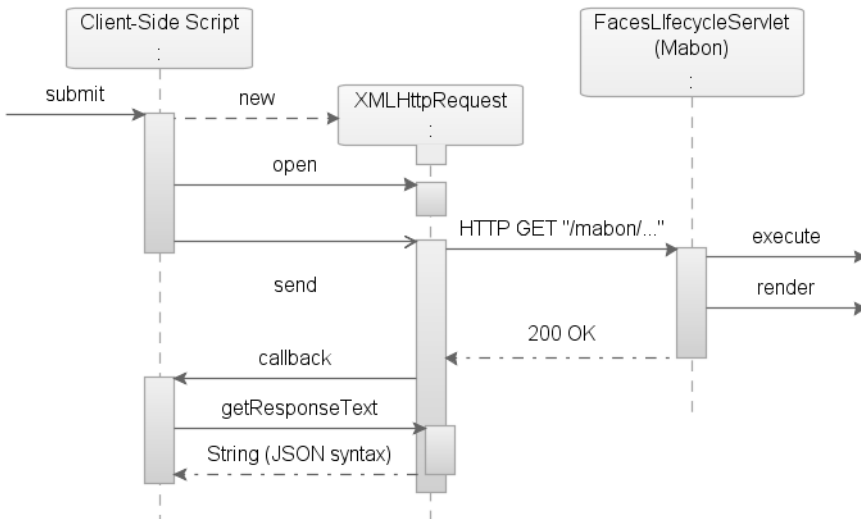 Client-Side Script
:
FacesLIfecycleServlet
(Mabon)
:
XMLHttpRequest
:
submit
new
open
HTTP GET "/mabon/..."
execute
send
render
200 OK
callback
getResponseText
String (JSON syntax)